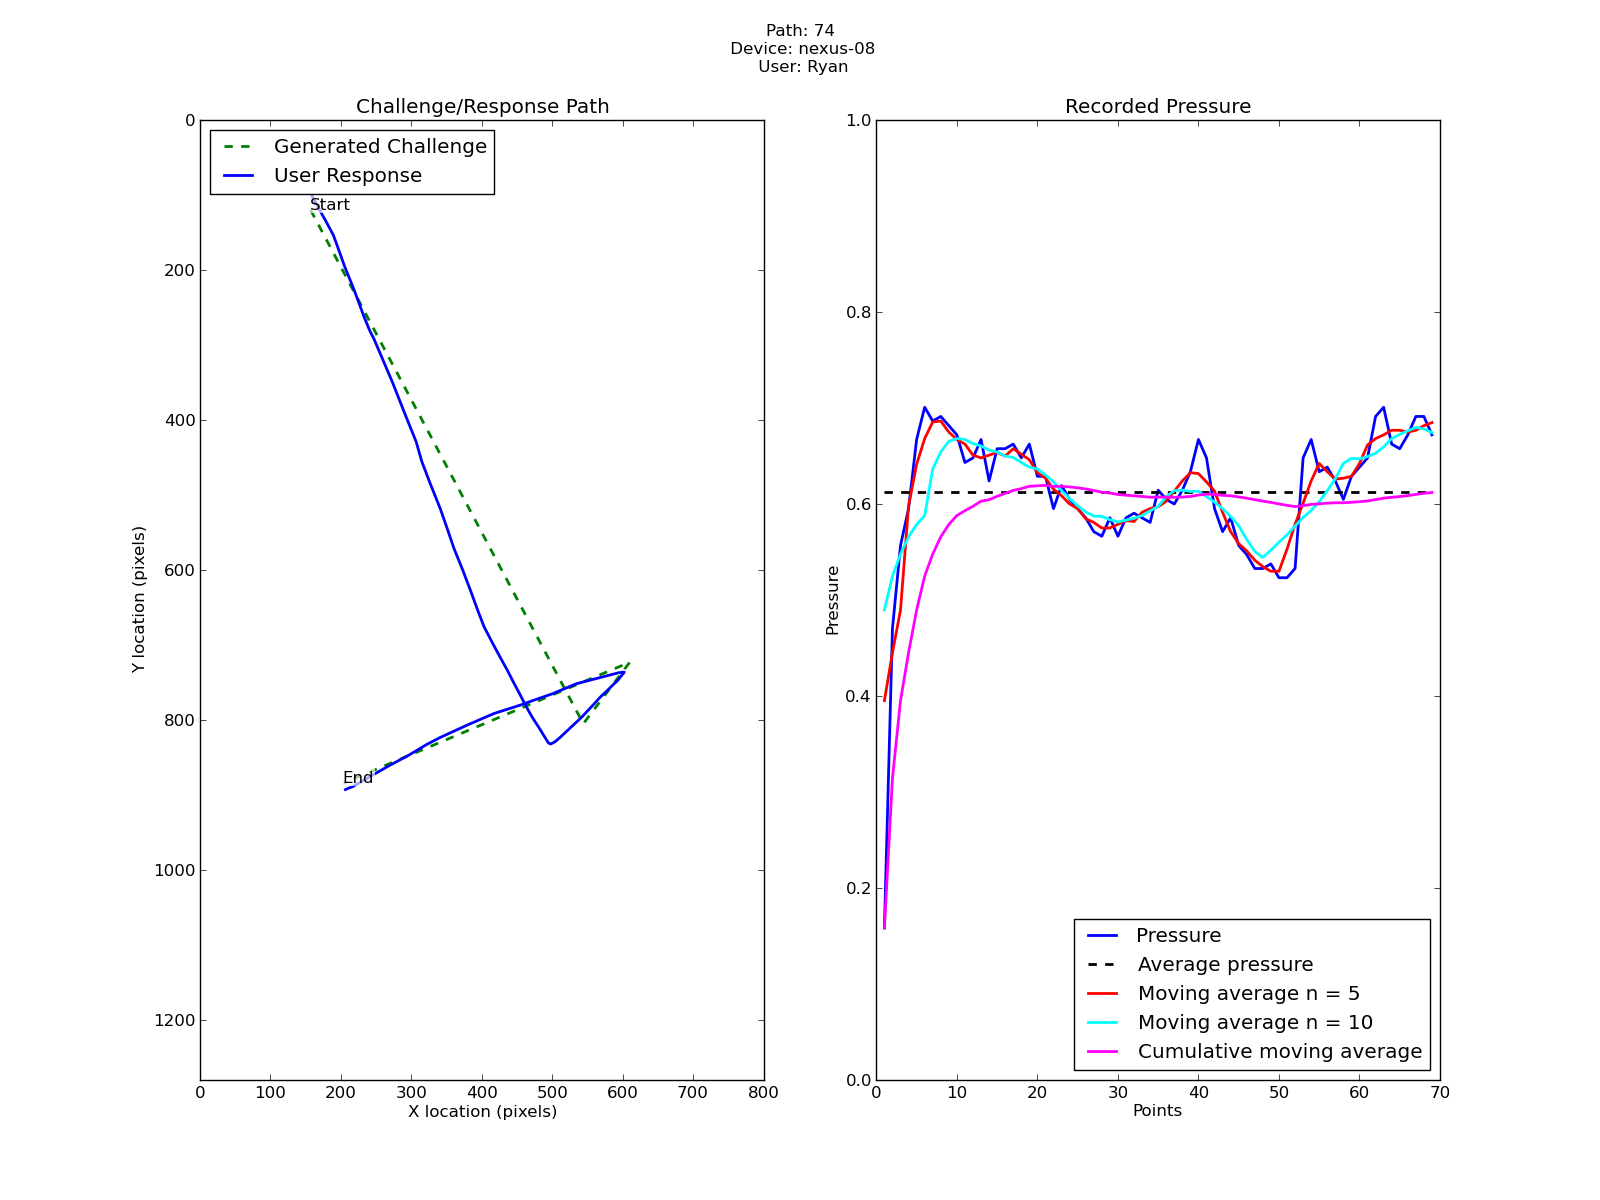 Path: 74
Device: nexus-08
User: Ryan
Challenge/Response Path
Generated Challenge
User Response
Start
End
0
200
400
600
800
1000
1200
Y location (pixels)
0 100 200 300 400 500 600 700 800
X location (pixels)
Recorded Pressure
1.0
0.8
0.6
0.4
0.2
0.0
Pressure
Pressure
Average pressure
Moving average n = 5
Moving average n = 10
Cumulative moving average
0 10 20 30 40 50 60 70
Points